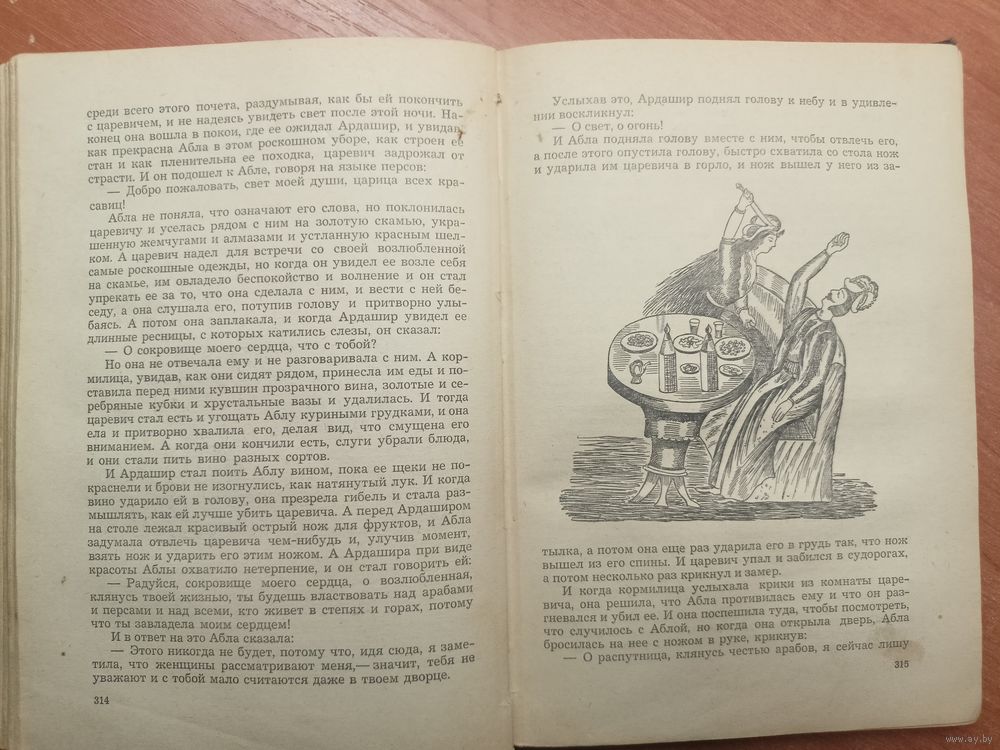 среди всего этого почета, раздумывая, как бы ей покончить
с царевичем, и не надеясь увидеть свет после этой ночи. На-
конец она вошла в покои, где ее ожидал Ардашир, и увидав,
как прекрасна Абла в этом роскошном уборе, как строен ее
стан и как пленительна ее походка, царевич задрожал от
страсти. И он подошел к Абле, говоря на языке персов:
— Добро пожаловать, свет моей души, царица всех кра-
савиц!
Абла не поняла, что означают его слова, но поклонилась
царевичу и уселась рядом с ним на золотую скамью, укра-
шенную жемчугами и алмазами и устланную красным шел-
ком. А царевич надел для встречи со своей возлюбленной
самые роскошные одежды, но когда он увидел ее возле себя
на скамье, им овладело беспокойство и волнение и он стал
упрекать ее за то, что она сделала с ним, и вести с ней бе-
седу, а она слушала его, потупив голову и притворно улы-
баясь. А потом она заплакала, и когда Ардашир увидел ее
длинные ресницы, с которых катились слезы, он сказал:
— О сокровище моего сердца, что с тобой?
Но она не отвечала ему и не разговаривала с ним. А кор-
милица, увидав, как они сидят рядом, принесла им еды и по-
ставила перед ними кувшин прозрачного вина, золотые и се-
ребряные кубки и хрустальные вазы и удалилась. И тогда
царевич стал есть и угощать Аблу куриными грудками, и она
ела и притворно хвалила его, делая вид, что смущена его
вниманием. А когда они кончили есть, слуги убрали блюда,
и они стали пить вино разных сортов.
И Ардашир стал поить Аблу вином, пока ее щеки не по-
краснели и брови не изогнулись, как натянутый лук. И когда
вино ударило ей в голову, она презрела гибель и стала раз-
мышлять, как ей лучше убить царевича. А перед Ардаширом
на столе лежал красивый острый нож для фруктов, и Абла
задумала отвлечь царевича чем-нибудь и, улучив момент,
взять нож и ударить его этим ножом. А Ардашира при виде
красоты Аблы охватило нетерпение, и он стал говорить ей:
— Радуйся, сокровище моего сердца, о возлюбленная,
клянусь твоей жизнью, ты будешь властвовать над арабами
и персами и над всеми, кто живет в степях и горах, потому
что ты завладела моим сердцем!
И в ответ на это Абла сказала:
— Этого никогда не будет, потому что, идя сюда, я заме-
тила, что женщины рассматривают меня,— значит, тебя не
уважают и с тобой мало считаются даже в твоем дворце.
314
Услыхав это, Ардашир поднял голову к небу и в удивле-
нии воскликнул:
— О свет, о огонь!
И Абла подняла голову вместе с ним, чтобы отвлечь его,
а после этого опустила голову, быстро схватила со стола нож
и ударила им царевича в горло, и нож вышел у него из за-
тылка, а потом она еще раз ударила его в грудь так, что нож
вышел из его спины. И царевич упал и забился в судорогах,
а потом несколько раз крикнул и замер.
И когда кормилица услыхала крики из комнаты царе-
вича, она решила, что Абла противилась ему и что он раз-
гневался и убил ее. И она поспешила туда, чтобы посмотреть,
что случилось с Аблой, но когда она открыла дверь, Абла
бросилась на нее с ножом в руке, крикнув:
— О распутница, клянусь честью арабов, я сейчас лишу
315
www.ay.by